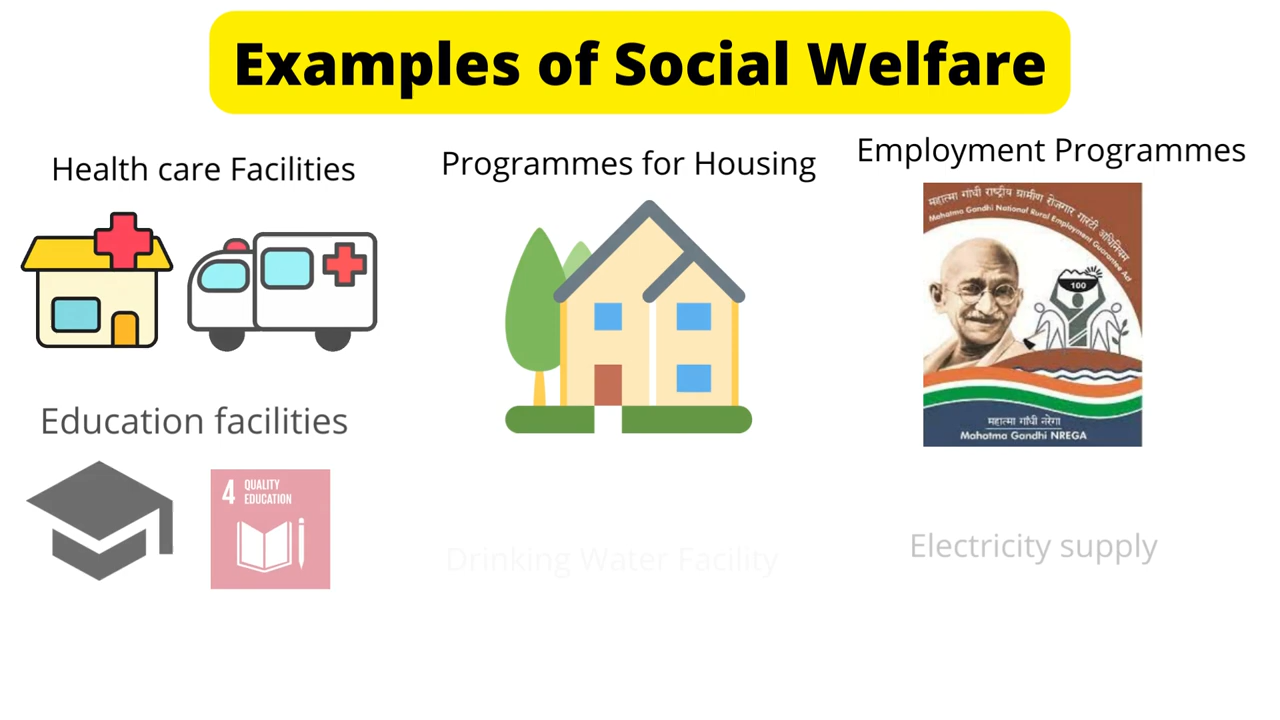 Examples of Social Welfare
Health care Facilities
Programmes for Housing
Employment Programmes
महात्मा गांधी राष्ट्रीय ग्रामीण रोजगार गारंटी अधिनियम
Mahatma Gandhi National Rural Employment Guarantee Act
100
महात्मा गांधी नरेगा
Mahatma Gandhi NREGA
Education facilities
4 QUALITY
EDUCATION
Drinking Water Facility
Electricity supply